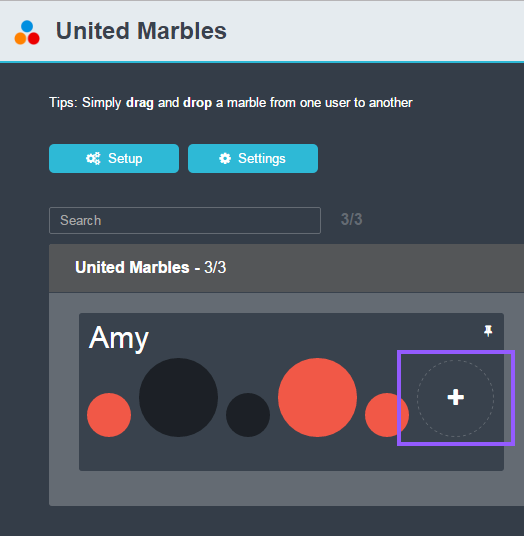 United Marbles
Tips: Simply drag and drop a marble from one user to another
Setup Settings
Search 3/3
United Marbles - 3/3
Amy